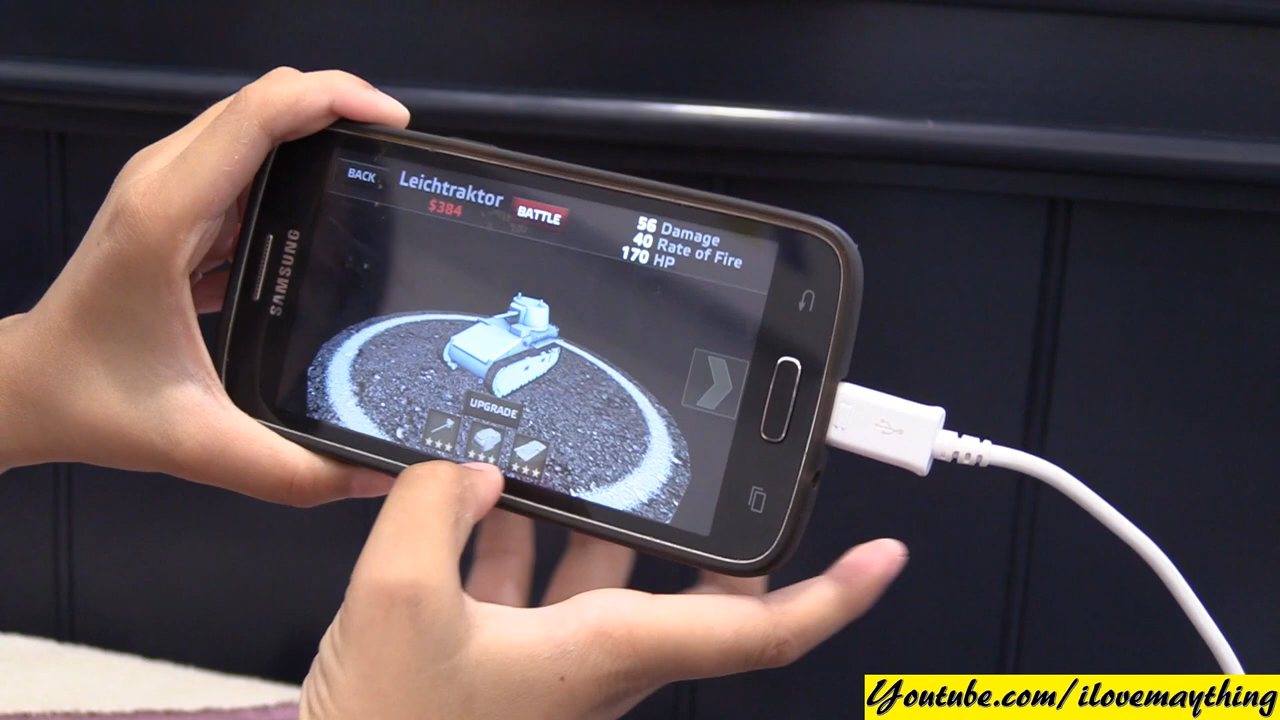 SAMSUNG
BACK
Leichtraktor
$384
BATTLE
56 Damage
40 Rate of Fire
170 HP
UPGRADE
Youtube.com/ilovemaything